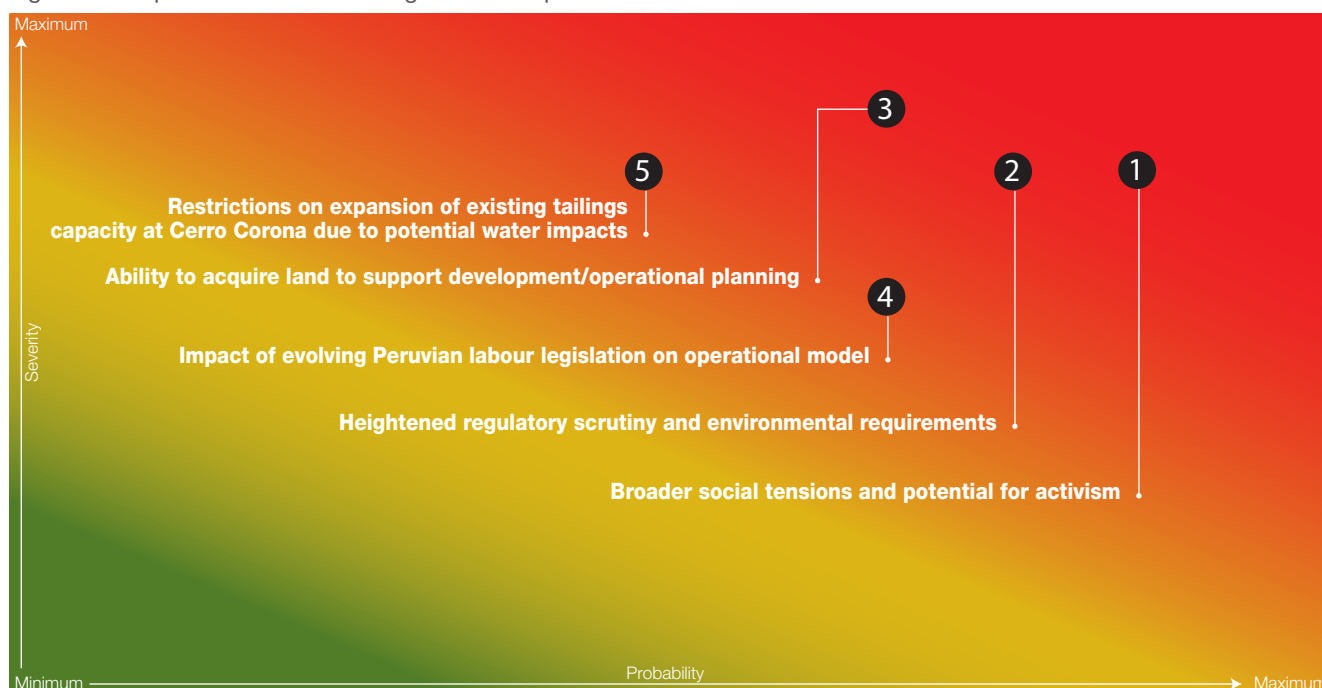 Maximum
3
5
2
1
Restrictions on expansion of existing tailings
capacity at Cerro Corona due to potential water impacts
Ability to acquire land to support development/operational planning
4
Impact of evolving Peruvian labour legislation on operational model
Severity
Heightened regulatory scrutiny and environmental requirements
Broader social tensions and potential for activism
Probability
Minimum
Maximum